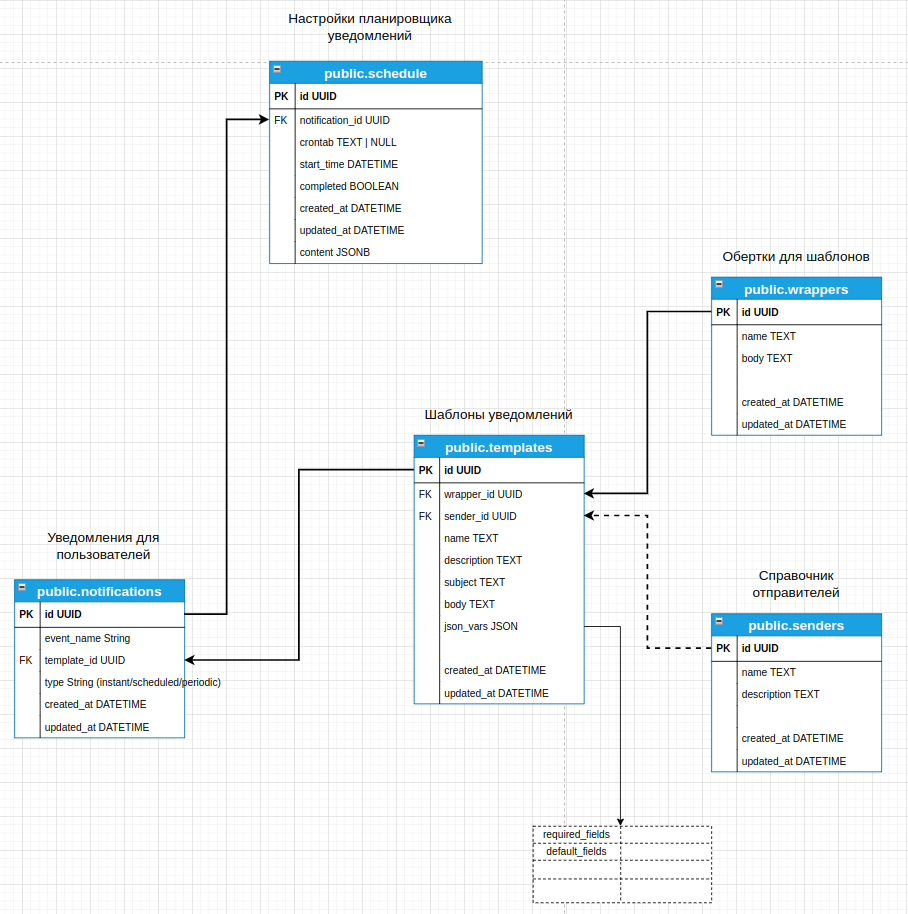 Настройки планировщика
уведомлений
public.schedule
PK id UUID
FK notification_id UUID
crontab TEXT | NULL
start_time DATETIME
completed BOOLEAN
created_at DATETIME
updated_at DATETIME
content JSONB
Обертки для шаблонов
public.wrappers
PK id UUID
name TEXT
body TEXT
created_at DATETIME
updated_at DATETIME
Шаблоны уведомлений
public.templates
PK id UUID
FK wrapper_id UUID
FK sender_id UUID
name TEXT
description TEXT
subject TEXT
body TEXT
json_vars JSON
created_at DATETIME
updated_at DATETIME
Уведомления для
пользователей
public.notifications
PK id UUID
event_name String
FK template_id UUID
type String (instant/scheduled/periodic)
created_at DATETIME
updated_at DATETIME
Справочник
отправителей
public.senders
PK id UUID
name TEXT
description TEXT
created_at DATETIME
updated_at DATETIME
required_fields
default_fields